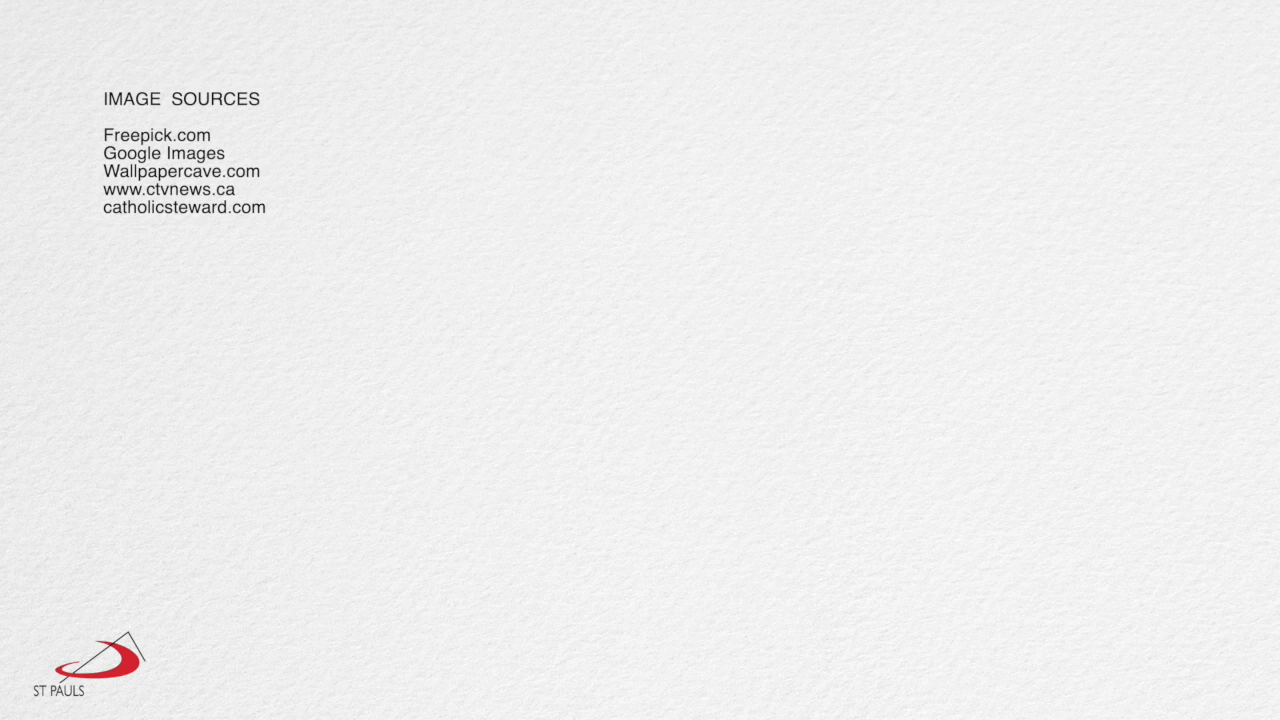 IMAGE SOURCES
Freepick.com
Google Images
Wallpapercave.com
www.ctvnews.ca
catholicsteward.com
ST PAULS